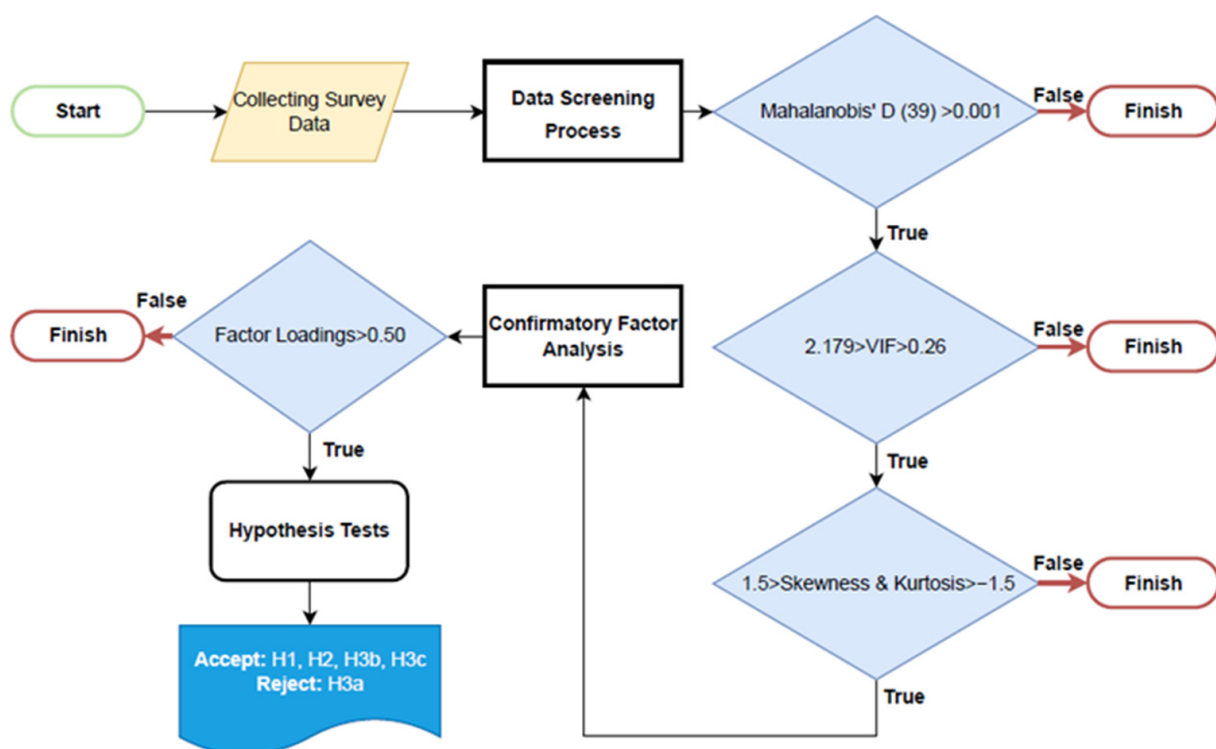 Start
Collecting Survey
Data
Data Screening
Process
Mahalanobis' D (39) >0.001
False
Finish
True
2.179>VIF>0.26
False
Finish
True
1.5>Skewness & Kurtosis>−1.5
False
Finish
True
Confirmatory Factor
Analysis
Factor Loadings>0.50
False
Finish
True
Hypothesis Tests
Accept: H1, H2, H3b, H3c
Reject: H3a